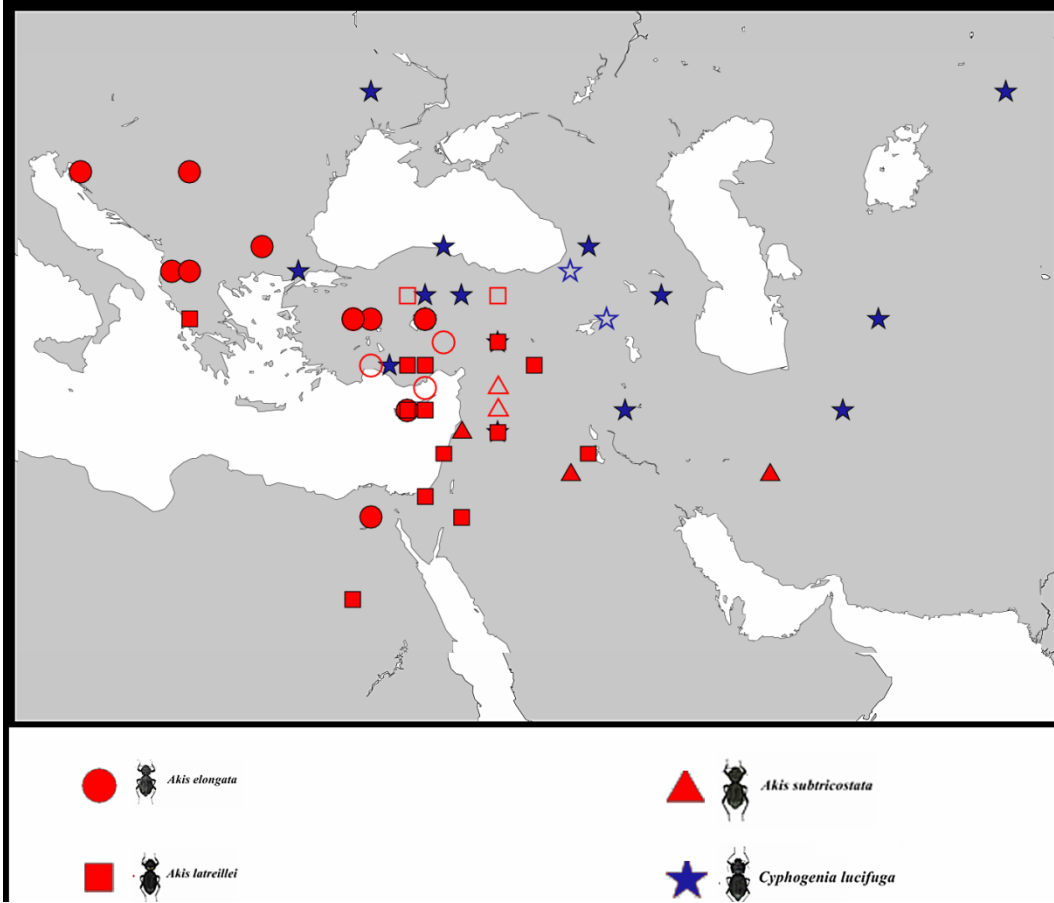 Akis elongata
Akis subtricostata
Akis latreillei
Cyphogenia lucifuga